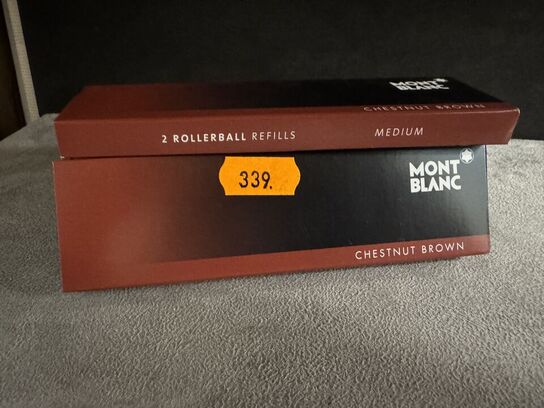 MONT
BLANC
CHESTNUT BROWN
2 ROLLERBALL REFILLS MEDIUM
339.
MONT
BLANC
CHESTNUT BROWN